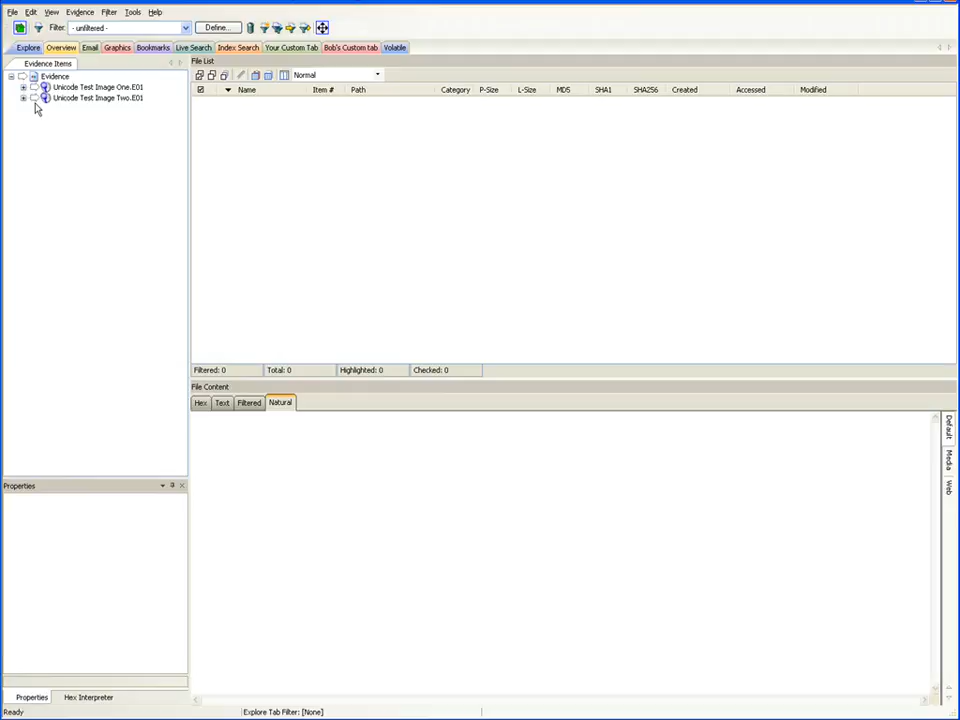 File Edit View Evidence Filter Tools Help
Filter: - unfiltered - Define...
Explore Overview Email Graphics Bookmarks Live Search Index Search Your Custom Tab Bob's Custom tab Volatile
Evidence Items
Evidence
Unicode Test Image One.E01
Unicode Test Image Two.E01
File List
Normal
Name Item # Path Category P-Size L-Size MD5 SHA1 SHA256 Created Accessed Modified
Filtered: 0 Total: 0 Highlighted: 0 Checked: 0
File Content
Hex Text Filtered Natural
Default
Media
Web
Properties
Properties Hex Interpreter
Ready Explore Tab Filter: [None]